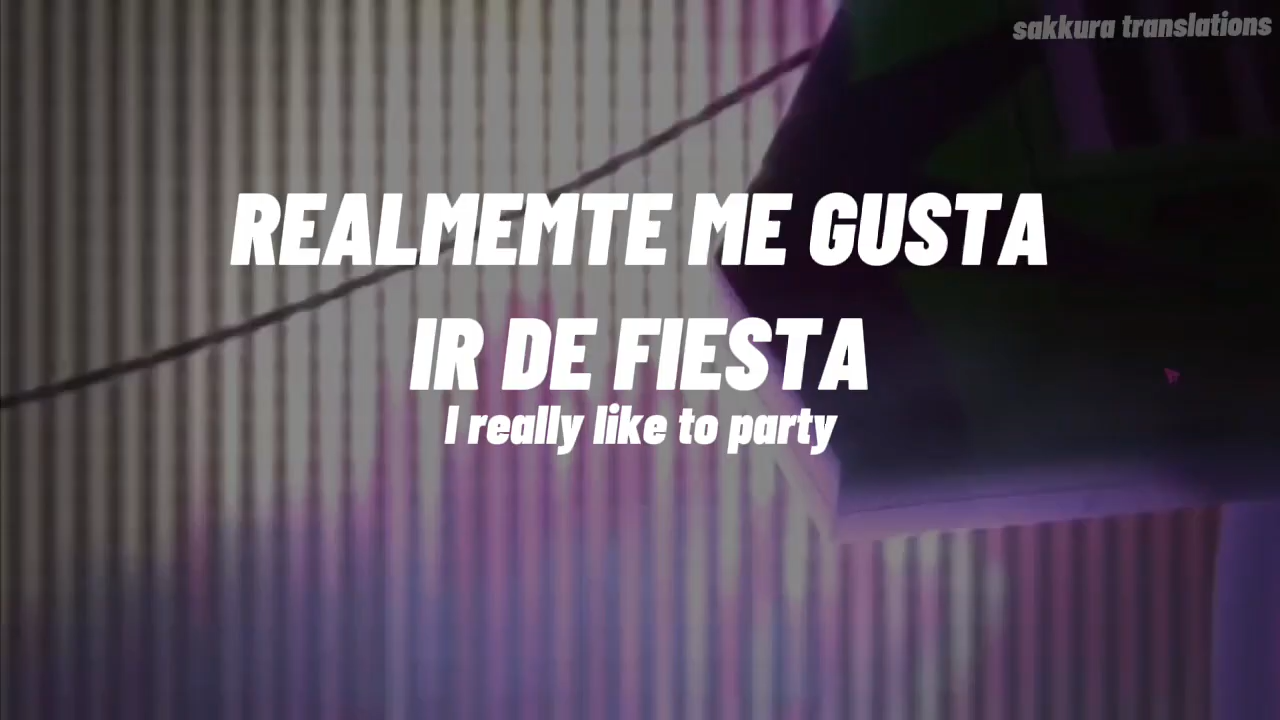 sakkura translations
REALMEMTE ME GUSTA
IR DE FIESTA
I really like to party